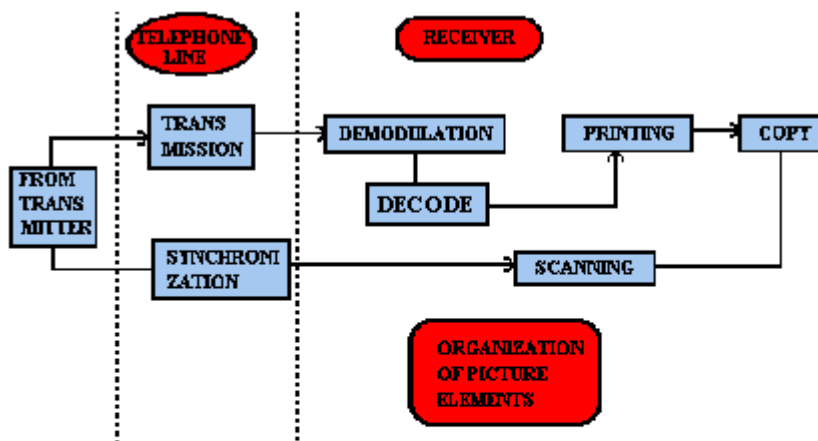 TELEPHONE
LINE
RECEIVER
TRANS
MISSION
DEMODULATION
PRINTING
COPY
FROM
TRANS
MITTER
DECODE
SYNCHRONI
ZATION
SCANNING
ORGANIZATION
OF PICTURE
ELEMENTS